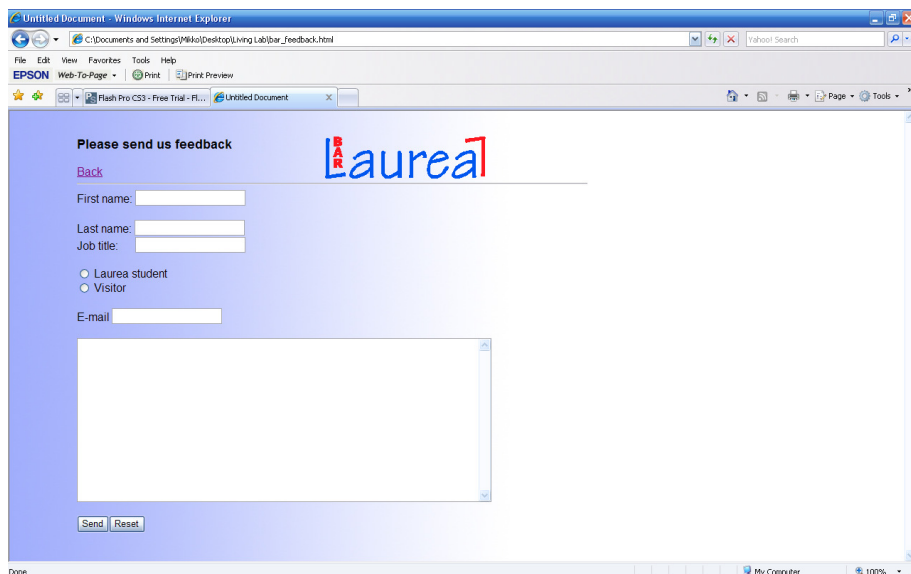 Untitled Document - Windows Internet Explorer
C:\Documents and Settings\Mikko\Desktop\Living Lab\bar_feedback.html
Yahoo! Search
File Edit View Favorites Tools Help
EPSON Web-To-Page Print Print Preview
Flash Pro CS3 - Free Trial - Fl... Untitled Document Page Tools
Please send us feedback
BAR
Laurea
Back
First name:
Last name:
Job title:
Laurea student
Visitor
E-mail
Send Reset
Done My Computer 100%